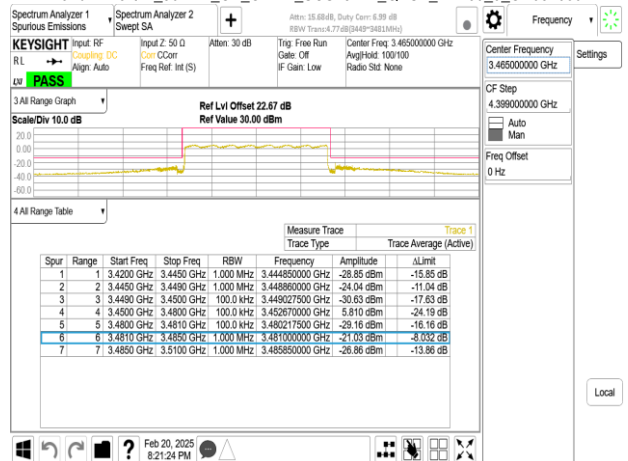 Spectrum Analyzer 1
Spurious Emissions
Spectrum Analyzer 2
Swept SA
+
Attn: 15.68dB, Duty Corr: 6.99 dB
RBW Trans:4.77dB(3449~3481MHz)
Frequency
KEYSIGHT
RL
LXI
PASS
Input: RF
Coupling: DC
Align: Auto
Input Z: 50 Ω
Corr CCorr
Freq Ref: Int (S)
Atten: 30 dB
Trig: Free Run
Gate: Off
IF Gain: Low
Center Freq: 3.465000000 GHz
Avg|Hold: 100/100
Radio Std: None
Center Frequency
3.465000000 GHz
Settings
CF Step
4.399000000 GHz
Auto
Man
Freq Offset
0 Hz
Local
3 All Range Graph
Scale/Div 10.0 dB
Ref Lvl Offset 22.67 dB
Ref Value 30.00 dBm
20.0
0.00
-20.0
-40.0
-60.0
4 All Range Table
Measure Trace Trace 1
Trace Type Trace Average (Active)
Spur Range Start Freq Stop Freq RBW Frequency Amplitude ΔLimit
1 1 3.4200 GHz 3.4450 GHz 1.000 MHz 3.444850000 GHz -28.85 dBm -15.85 dB
2 2 3.4450 GHz 3.4490 GHz 1.000 MHz 3.448860000 GHz -24.04 dBm -11.04 dB
3 3 3.4490 GHz 3.4500 GHz 100.0 kHz 3.449027500 GHz -30.63 dBm -17.63 dB
4 4 3.4500 GHz 3.4800 GHz 100.0 kHz 3.452670000 GHz 5.810 dBm -24.19 dB
5 5 3.4800 GHz 3.4810 GHz 100.0 kHz 3.480217500 GHz -29.16 dBm -16.16 dB
6 6 3.4810 GHz 3.4850 GHz 1.000 MHz 3.481000000 GHz -21.03 dBm -8.032 dB
7 7 3.4850 GHz 3.5100 GHz 1.000 MHz 3.485850000 GHz -26.86 dBm -13.86 dB
?
Feb 20, 2025
8:21:24 PM